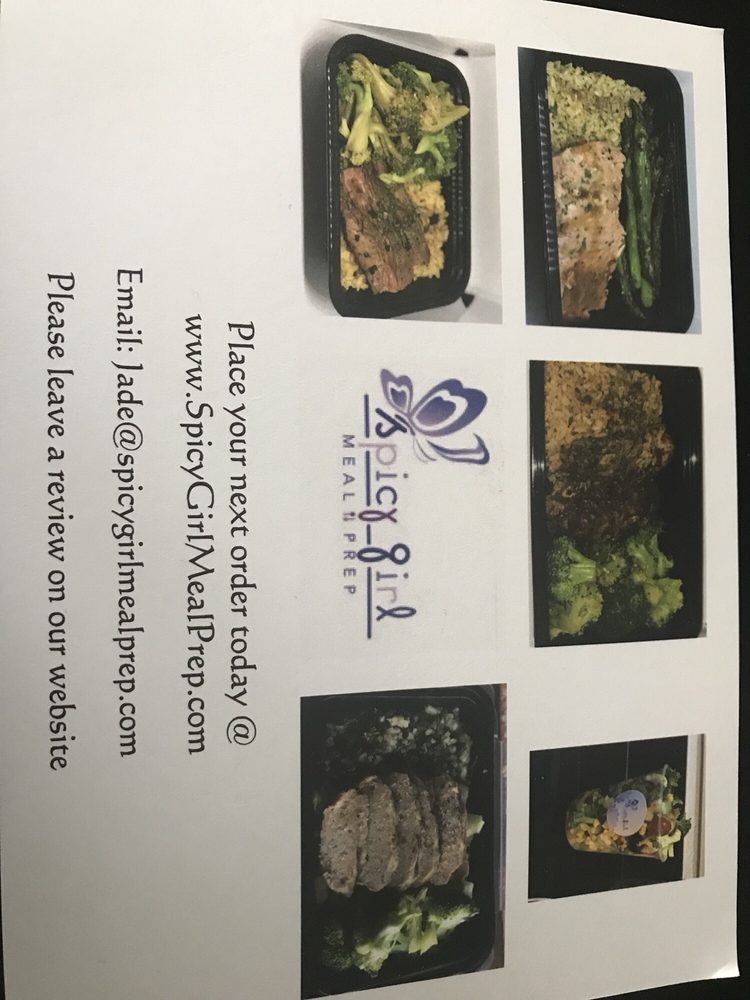 spicy girl
MEAL PREP
Place your next order today @
www.SpicyGirlMealPrep.com
Email: Jade@spicygirlmealprep.com
Please leave a review on our website